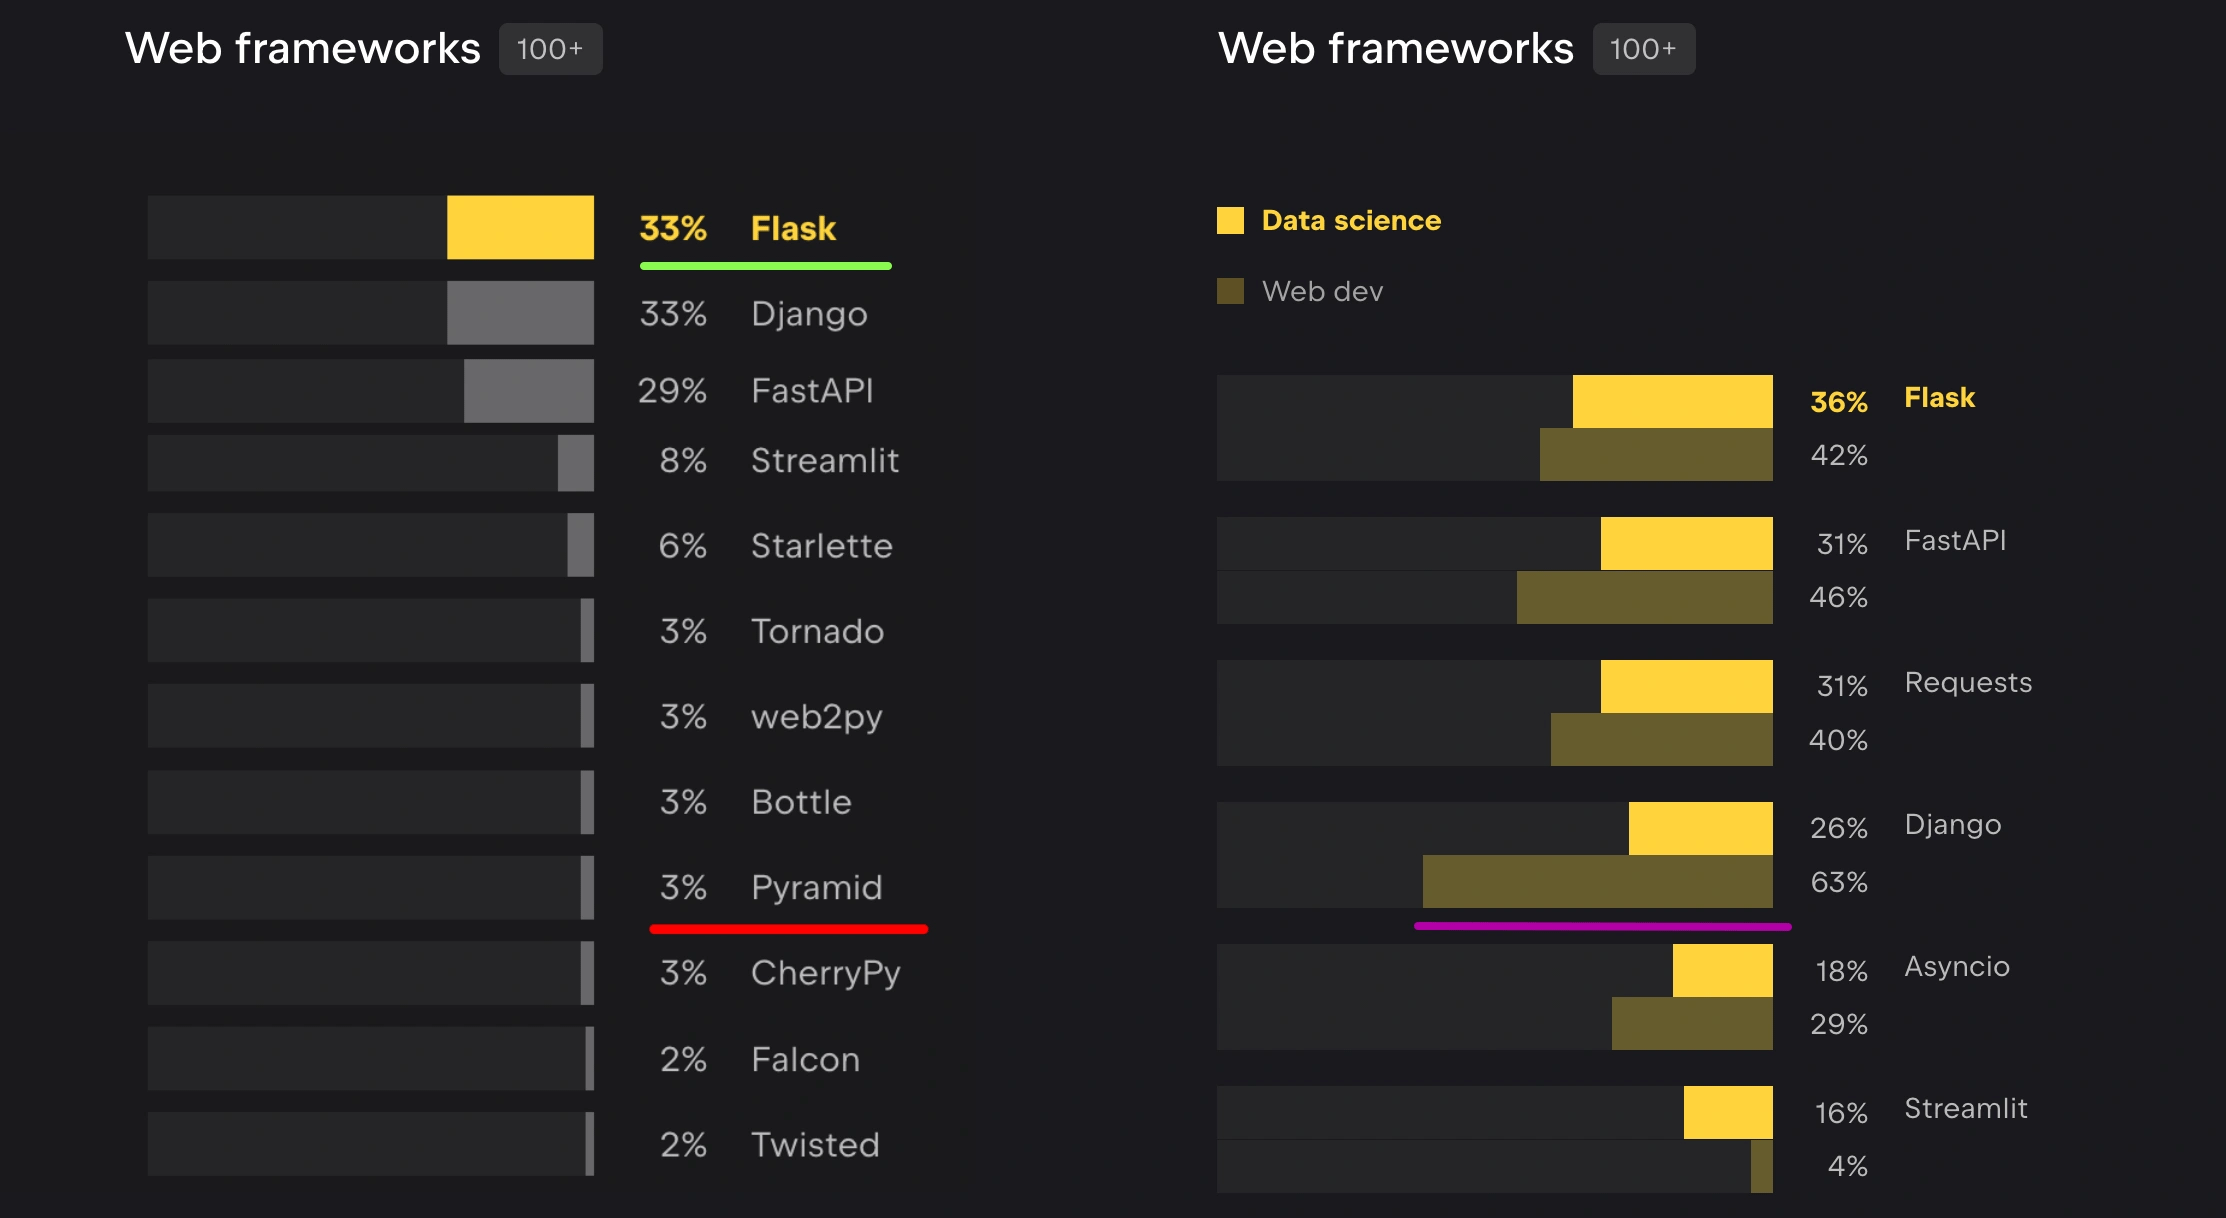 Web frameworks 100+
33% Flask
33% Django
29% FastAPI
8% Streamlit
6% Starlette
3% Tornado
3% web2py
3% Bottle
3% Pyramid
3% CherryPy
2% Falcon
2% Twisted
Web frameworks 100+
Data science
Web dev
36% Flask
42%
31% FastAPI
46%
31% Requests
40%
26% Django
63%
18% Asyncio
29%
16% Streamlit
4%